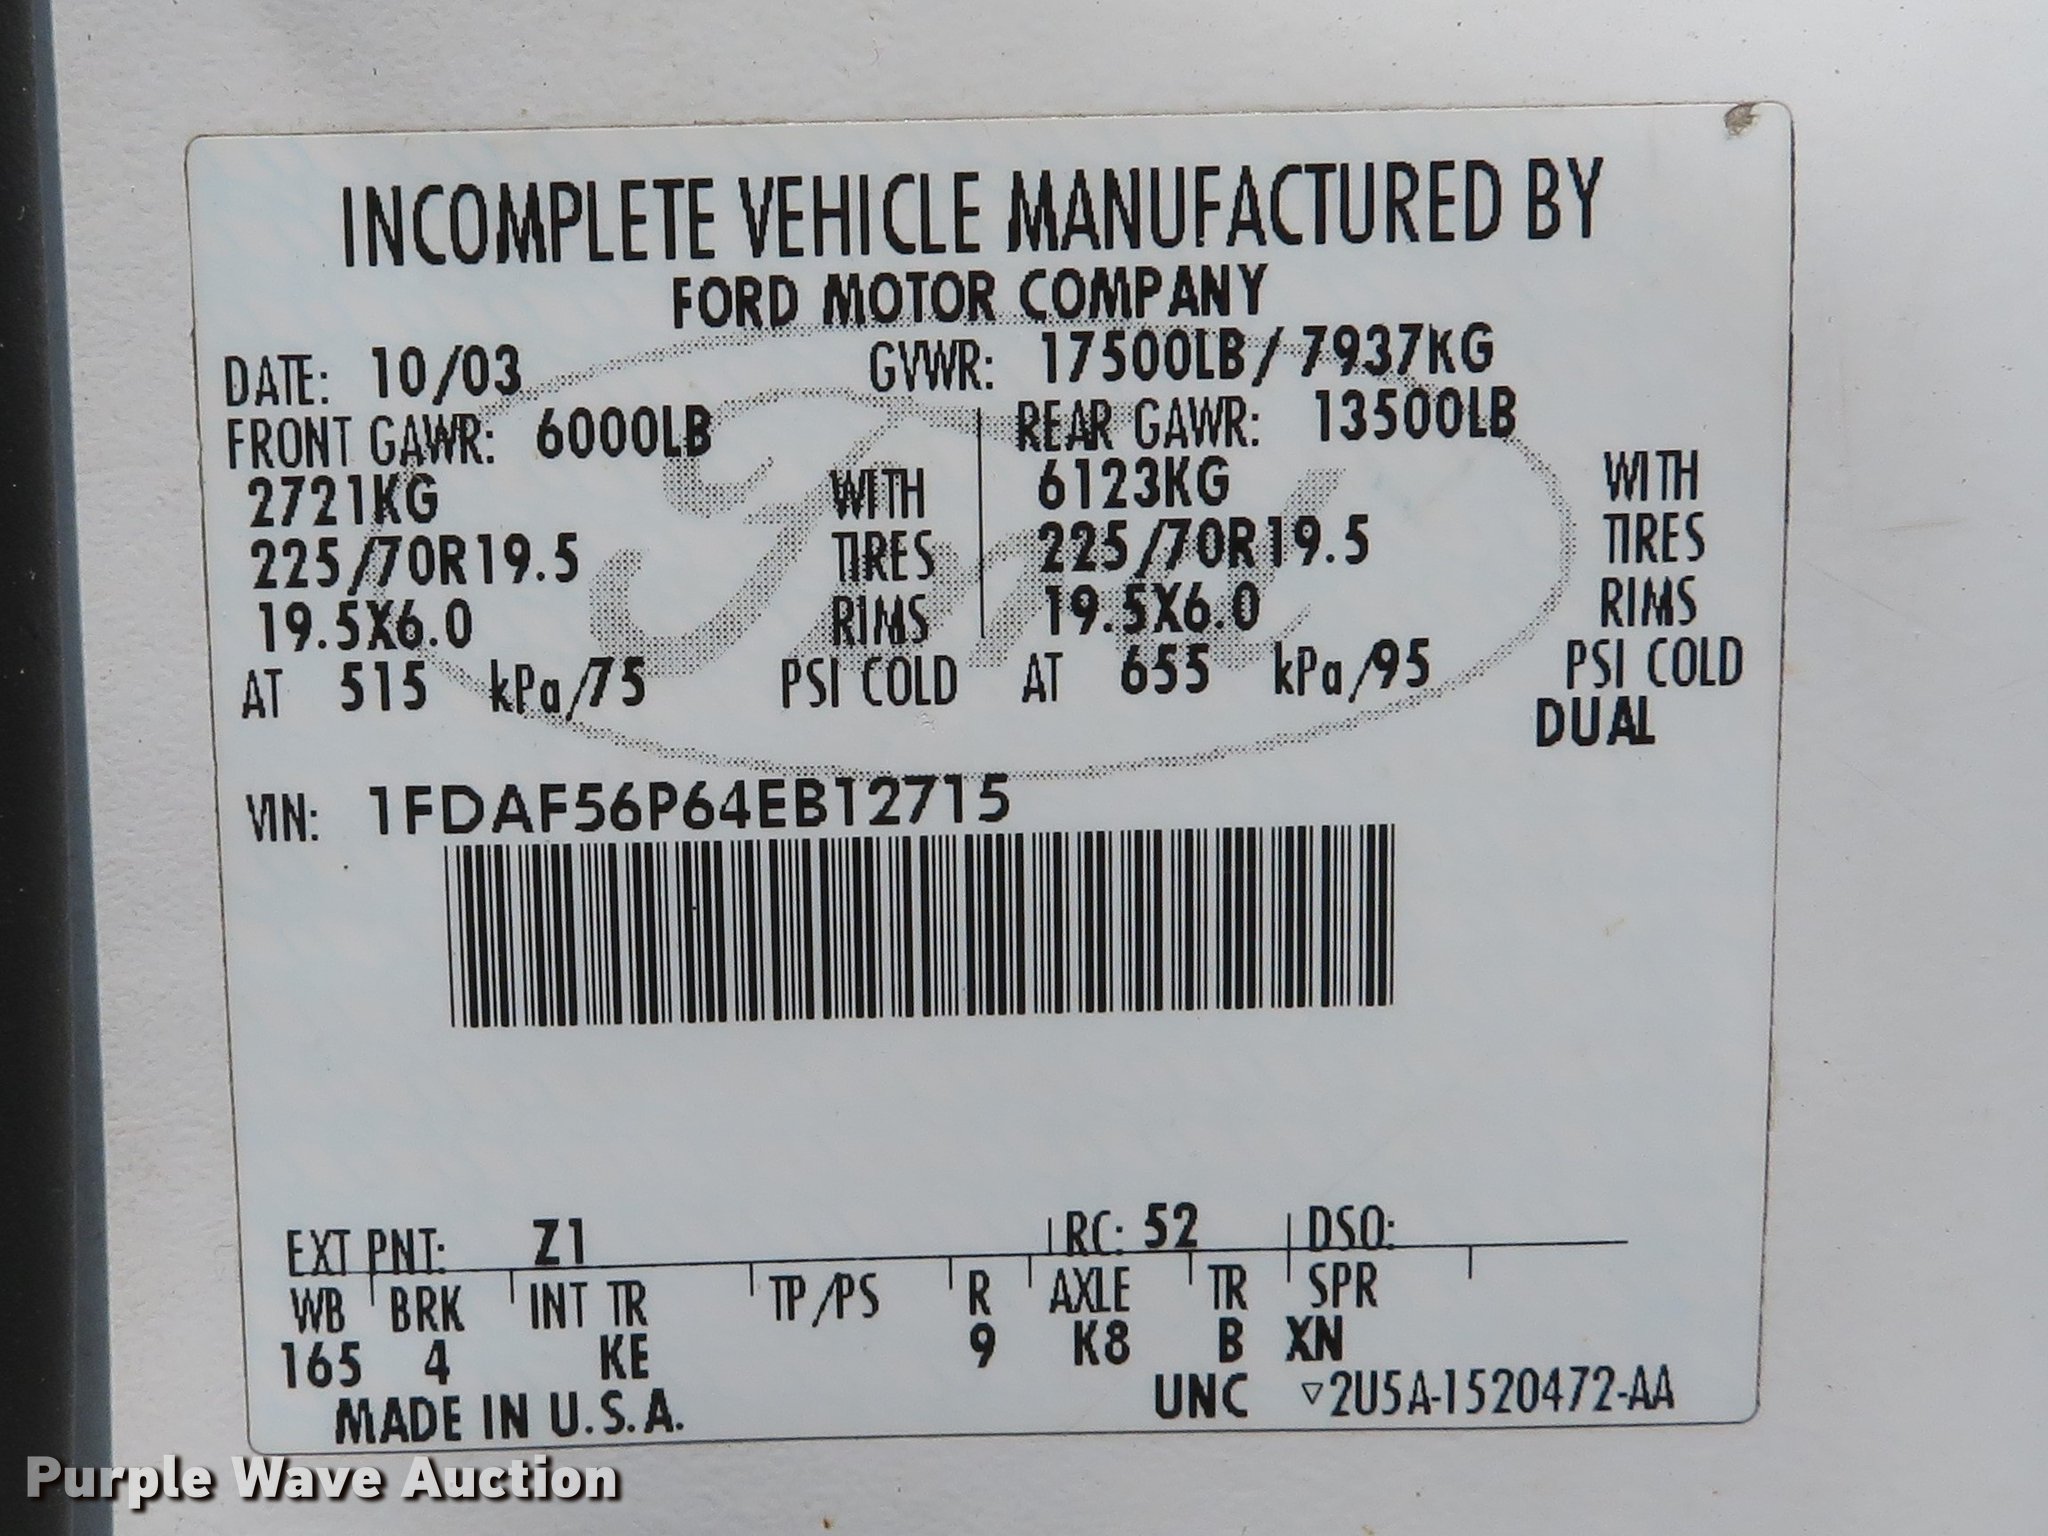 INCOMPLETE VEHICLE MANUFACTURED BY
FORD MOTOR COMPANY
DATE: 10/03 GVWR: 17500LB/ 7937KG
FRONT GAWR: 6000LB REAR GAWR: 13500LB
2721KG WITH 6123KG WITH
225/70R19.5 TIRES 225/70R19.5 TIRES
19.5X6.0 RIMS 19.5X6.0 RIMS
AT 515 kPa/75 PSI COLD AT 655 kPa/95 PSI COLD
DUAL
VIN: 1FDAF56P64EB12715
EXT PNT: Z1 RC: 52 DSO:
WB BRK INT TR TP/PS R AXLE TR SPR
165 4 KE 9 K8 B XN
MADE IN U.S.A. UNC ▽2U5A-1520472-AA
Ford
Purple Wave Auction